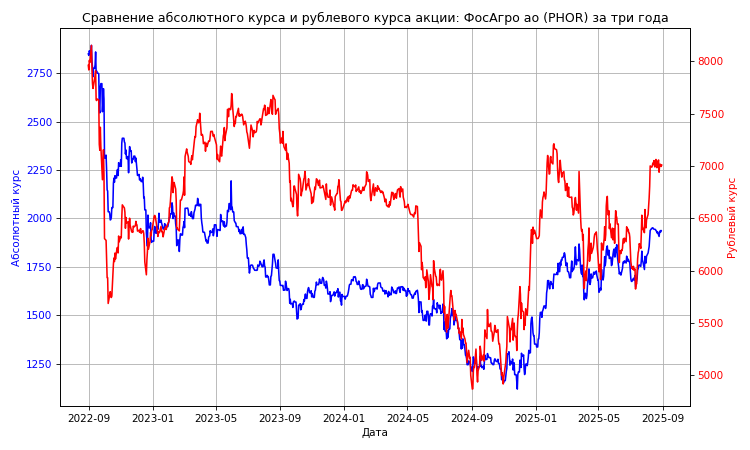 Сравнение абсолютного курса и рублевого курса акции: ФосАгро ао (PHOR) за три года
Абсолютный курс
2750
2500
2250
2000
1750
1500
1250
8000
7500
7000
6500
6000
5500
5000
Рублевый курс
2022-09 2023-01 2023-05 2023-09 2024-01 2024-05 2024-09 2025-01 2025-05 2025-09
Дата